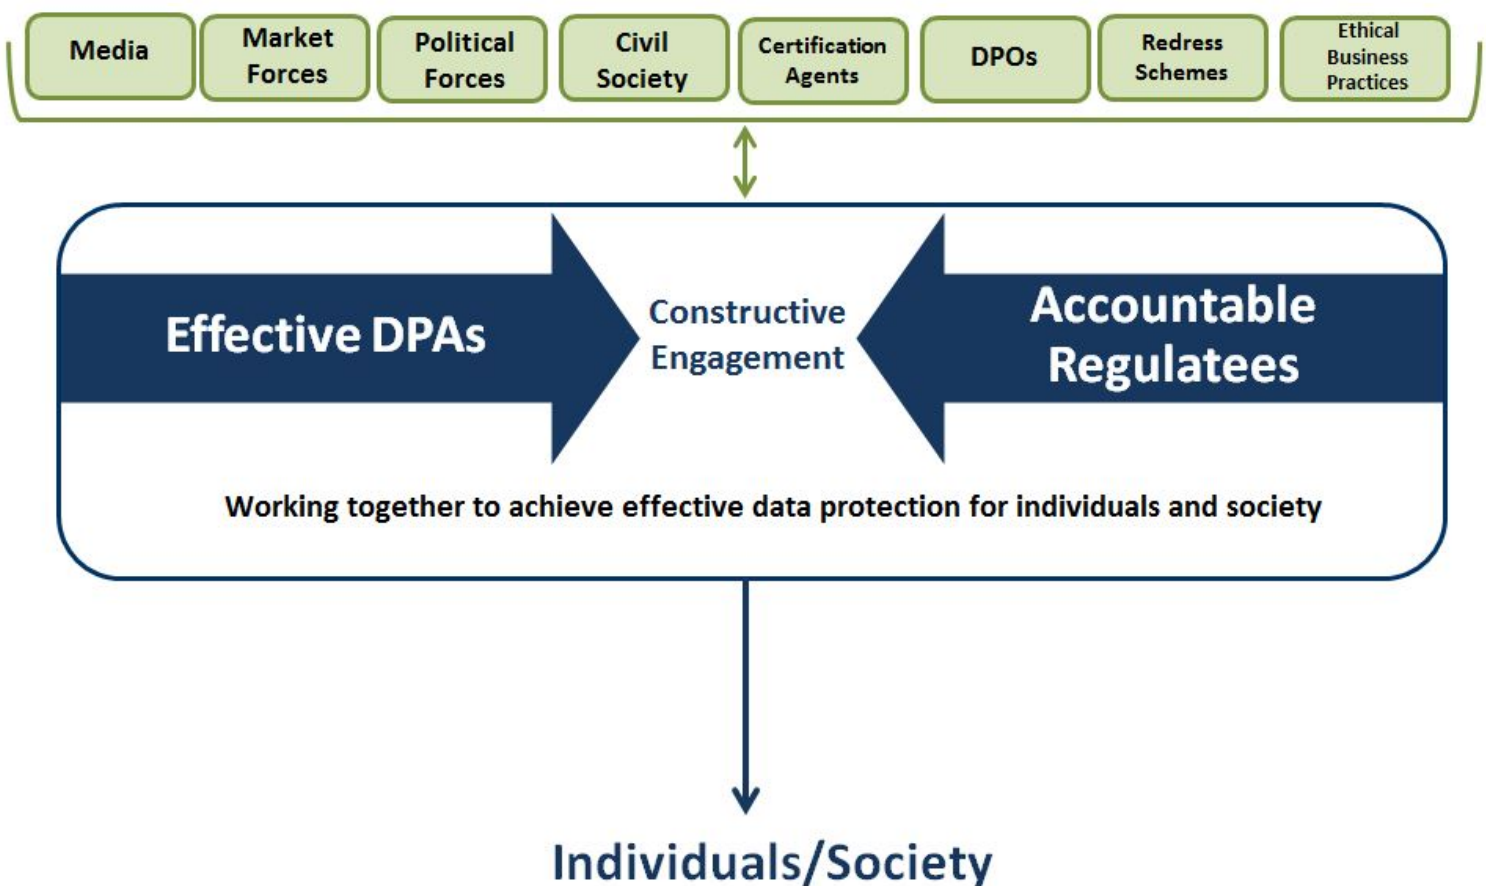 Media
Market
Forces
Political
Forces
Civil
Society
Certification
Agents
DPOs
Redress
Schemes
Ethical
Business
Practices
Effective DPAs
Constructive
Engagement
Accountable
Regulatees
Working together to achieve effective data protection for individuals and society
Individuals/Society